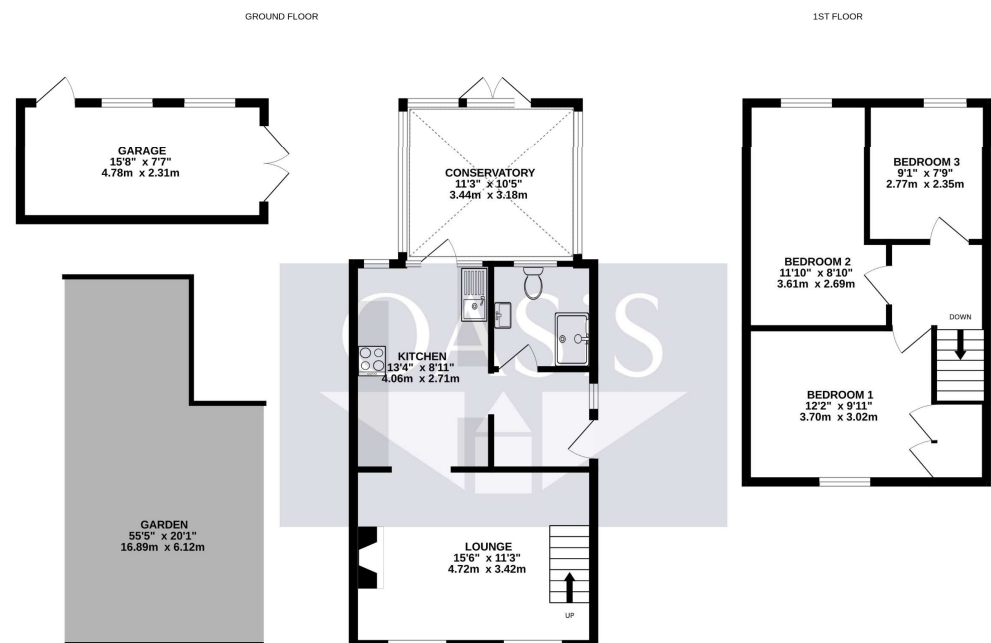 GROUND FLOOR
1ST FLOOR
GARAGE
15'8" x 7'7"
4.78m x 2.31m
CONSERVATORY
11'3" x 10'5"
3.44m x 3.18m
BEDROOM 3
9'1" x 7'9"
2.77m x 2.35m
BEDROOM 2
11'10" x 8'10"
3.61m x 2.69m
DOWN
OASiS
KITCHEN
13'4" x 8'11"
4.06m x 2.71m
BEDROOM 1
12'2" x 9'11"
3.70m x 3.02m
GARDEN
55'5" x 20'1"
16.89m x 6.12m
LOUNGE
15'6" x 11'3"
4.72m x 3.42m
UP